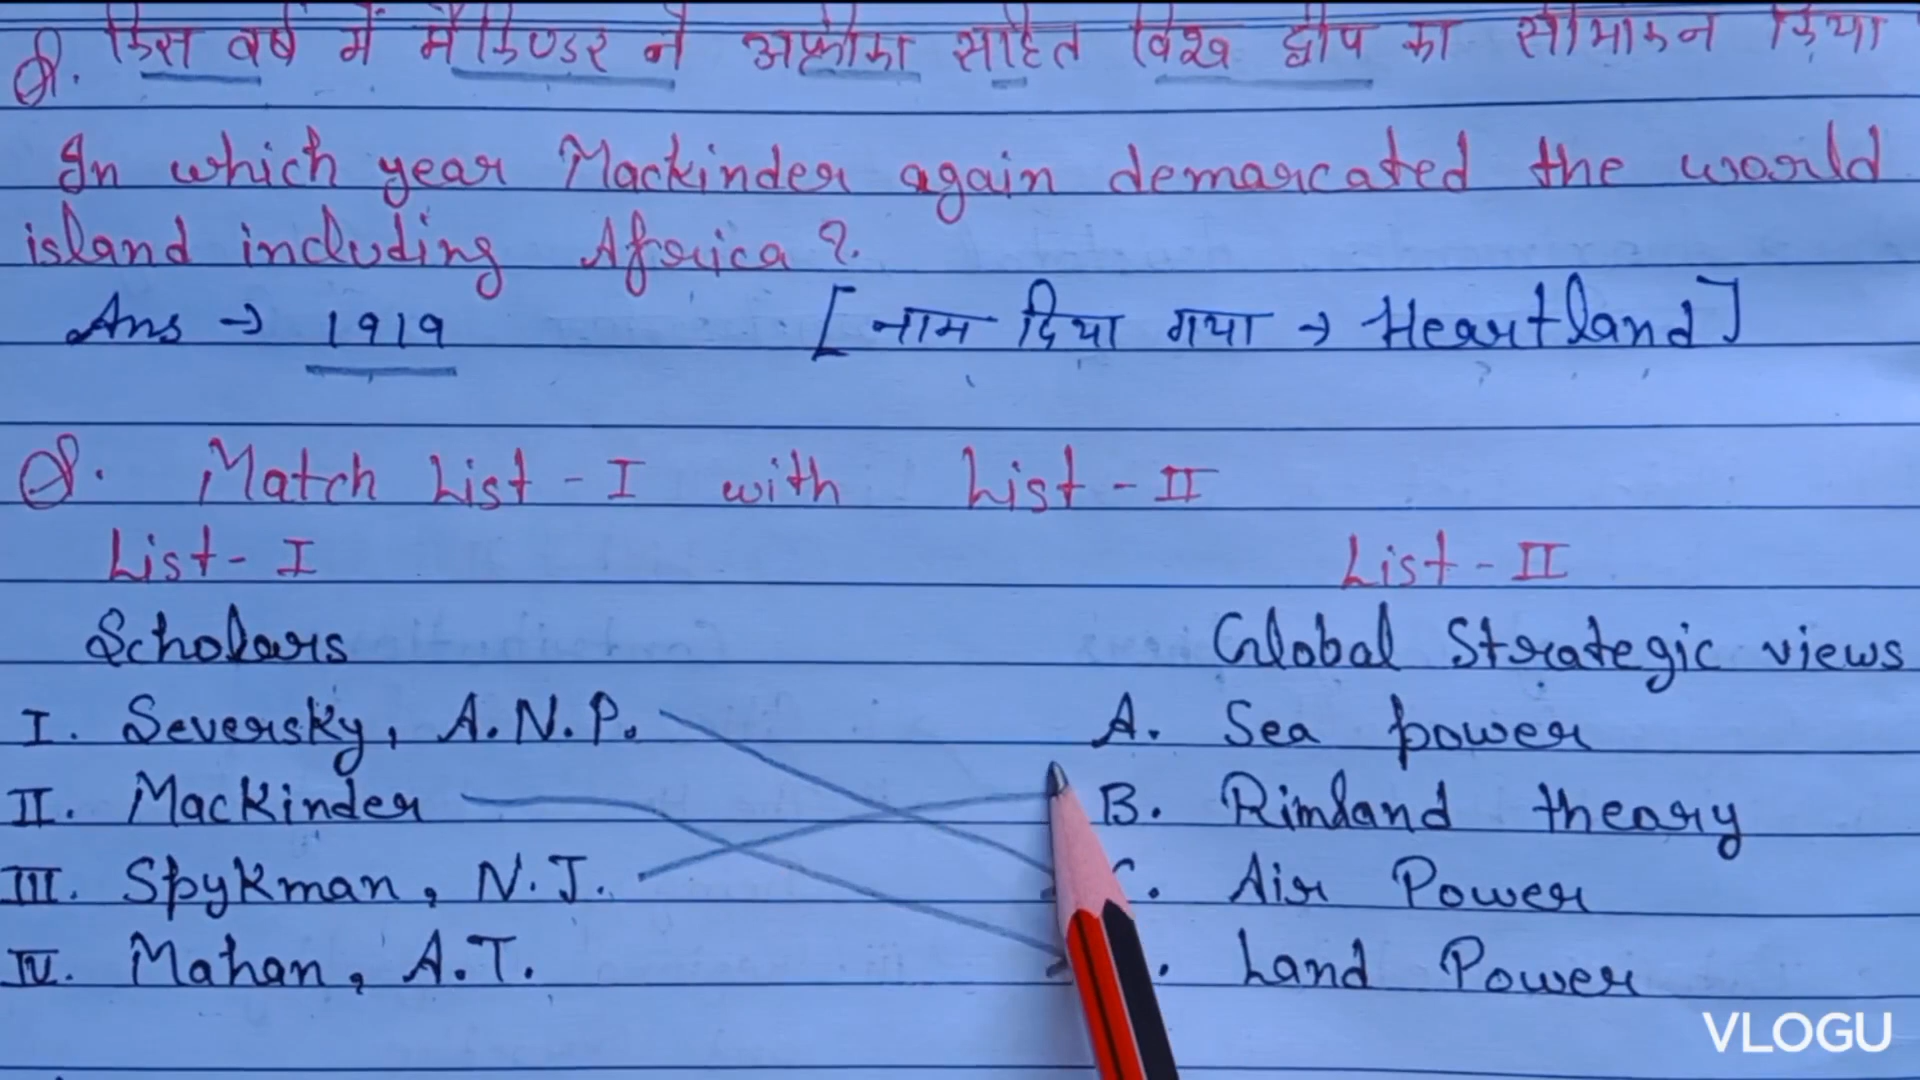 Q. किस वर्ष में मैकिण्डर ने अफ्रीका सहित विश्व द्वीप का सीमांकन किया
In which year Mackinder again demarcated the world
island including Africa?
Ans → 1919 [नाम दिया गया → Heartland]
Q. Match List - I with List - II
List - I List - II
Scholars Global Strategic views
I. Seversky, A.N.P. A. Sea power
II. Mackinder B. Rimland theory
III. Spykman, N.J. C. Air Power
IV. Mahan, A.T. . Land Power
VLOGU